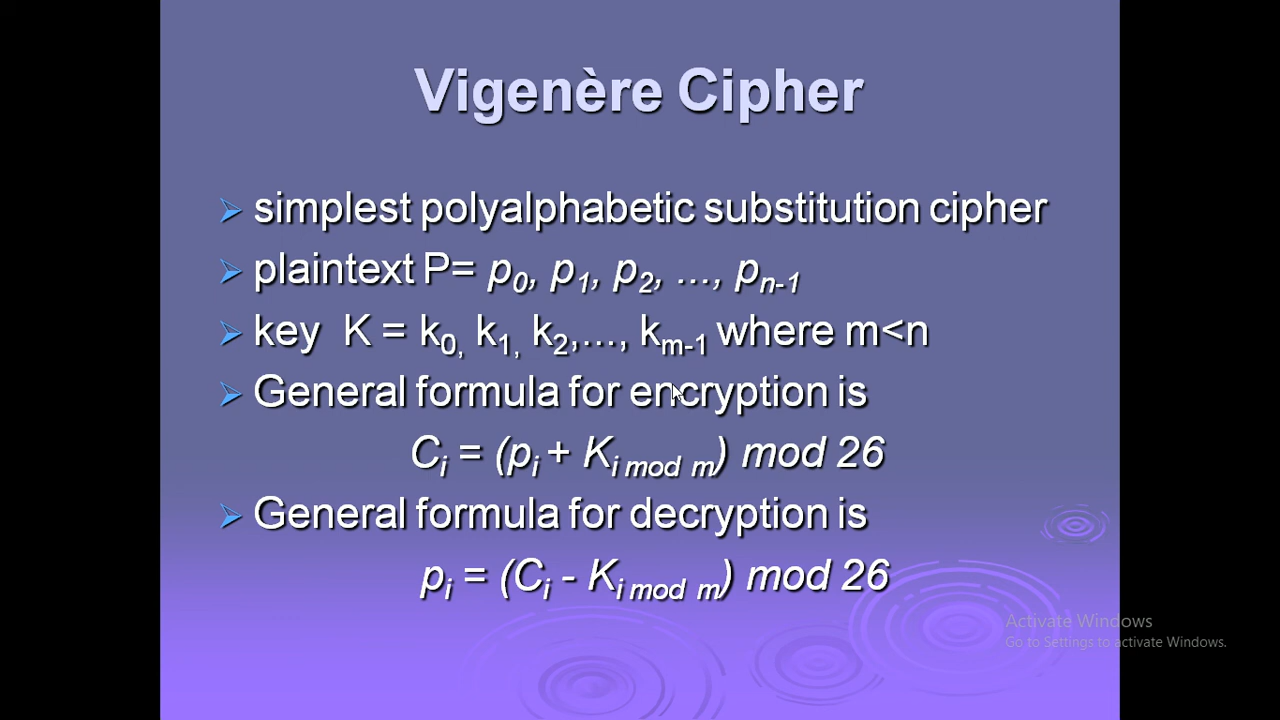 Vigenère Cipher
simplest polyalphabetic substitution cipher
plaintext P= p0, p1, p2, ..., pn-1
key K = k0, k1, k2,..., km-1 where m<n
General formula for encryption is
Ci = (pi + Ki mod m) mod 26
General formula for decryption is
pi = (Ci - Ki mod m) mod 26
Activate Windows
Go to Settings to activate Windows.